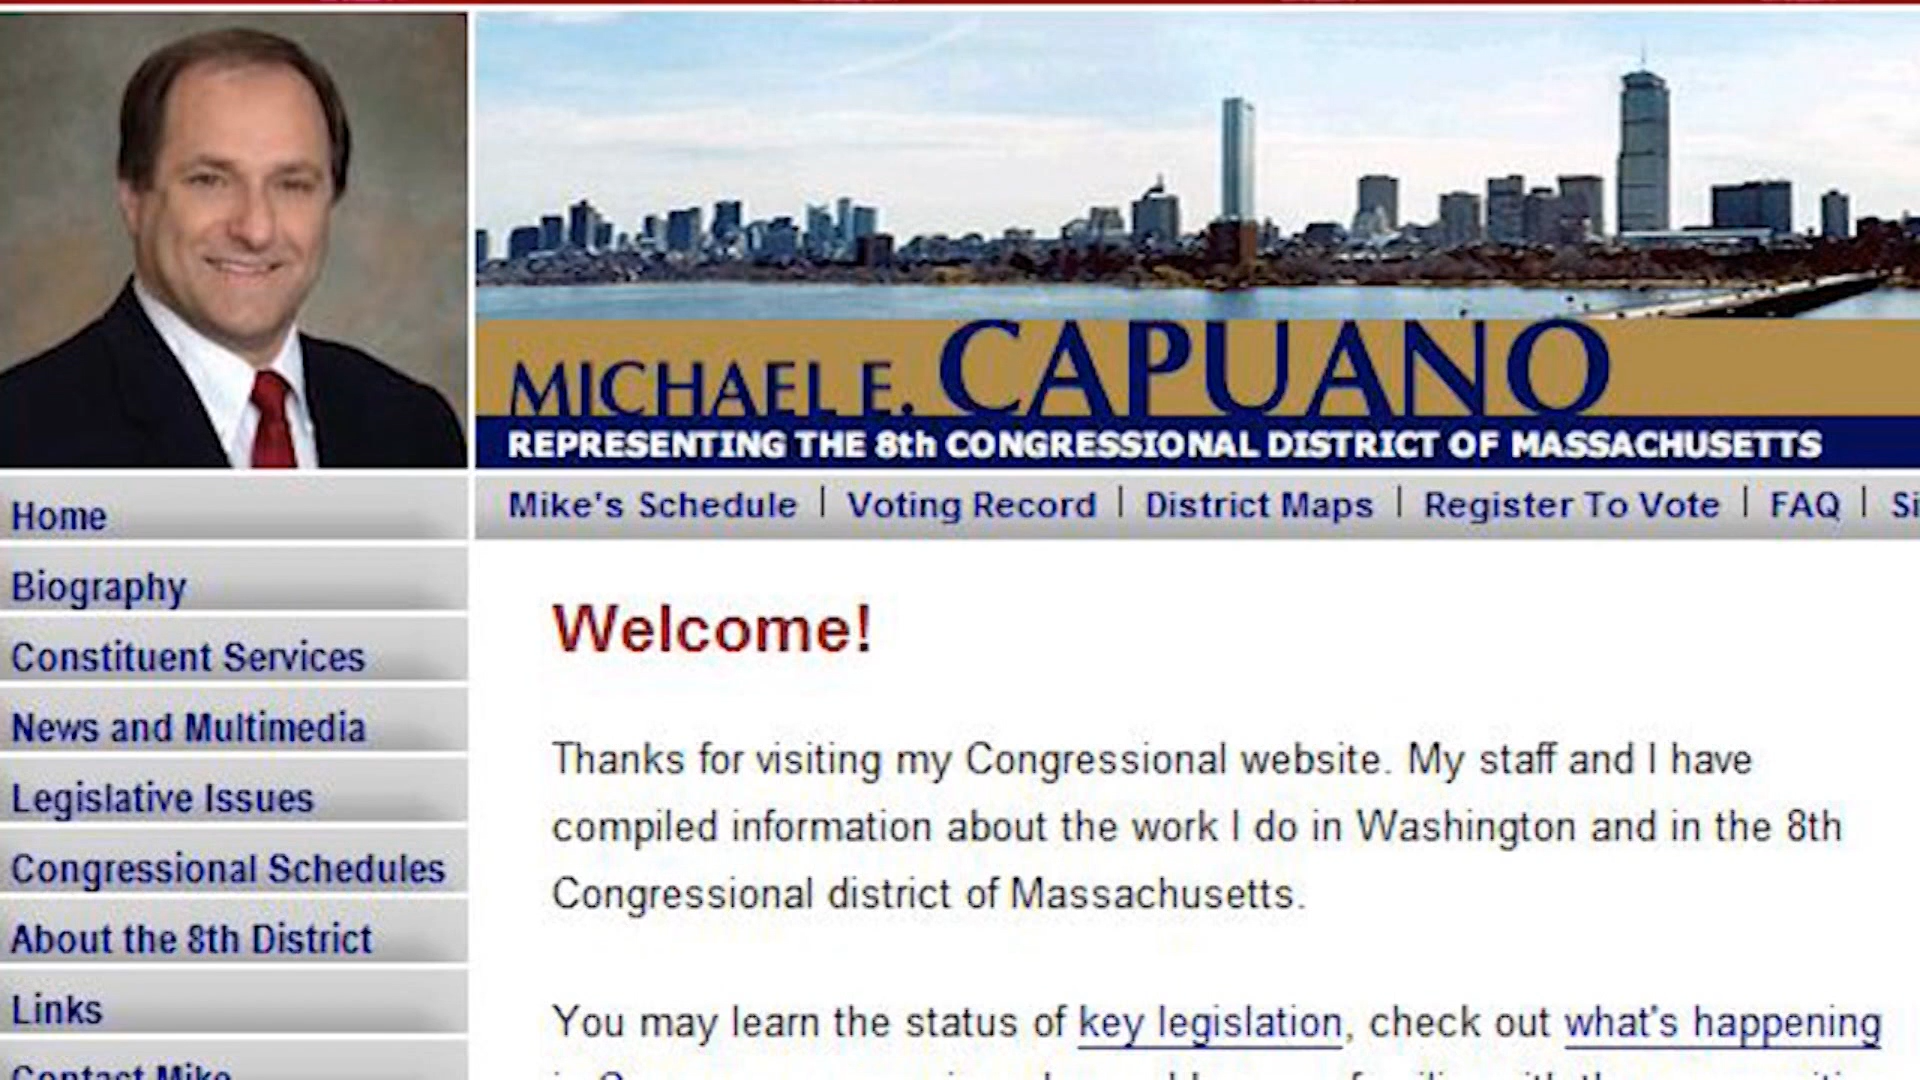 MICHAEL E. CAPUANO
REPRESENTING THE 8th CONGRESSIONAL DISTRICT OF MASSACHUSETTS
Mike's Schedule | Voting Record | District Maps | Register To Vote | FAQ | Si
Home
Biography
Constituent Services
News and Multimedia
Legislative Issues
Congressional Schedules
About the 8th District
Links
Contact Mike
Welcome!
Thanks for visiting my Congressional website. My staff and I have
compiled information about the work I do in Washington and in the 8th
Congressional district of Massachusetts.
You may learn the status of key legislation, check out what's happening